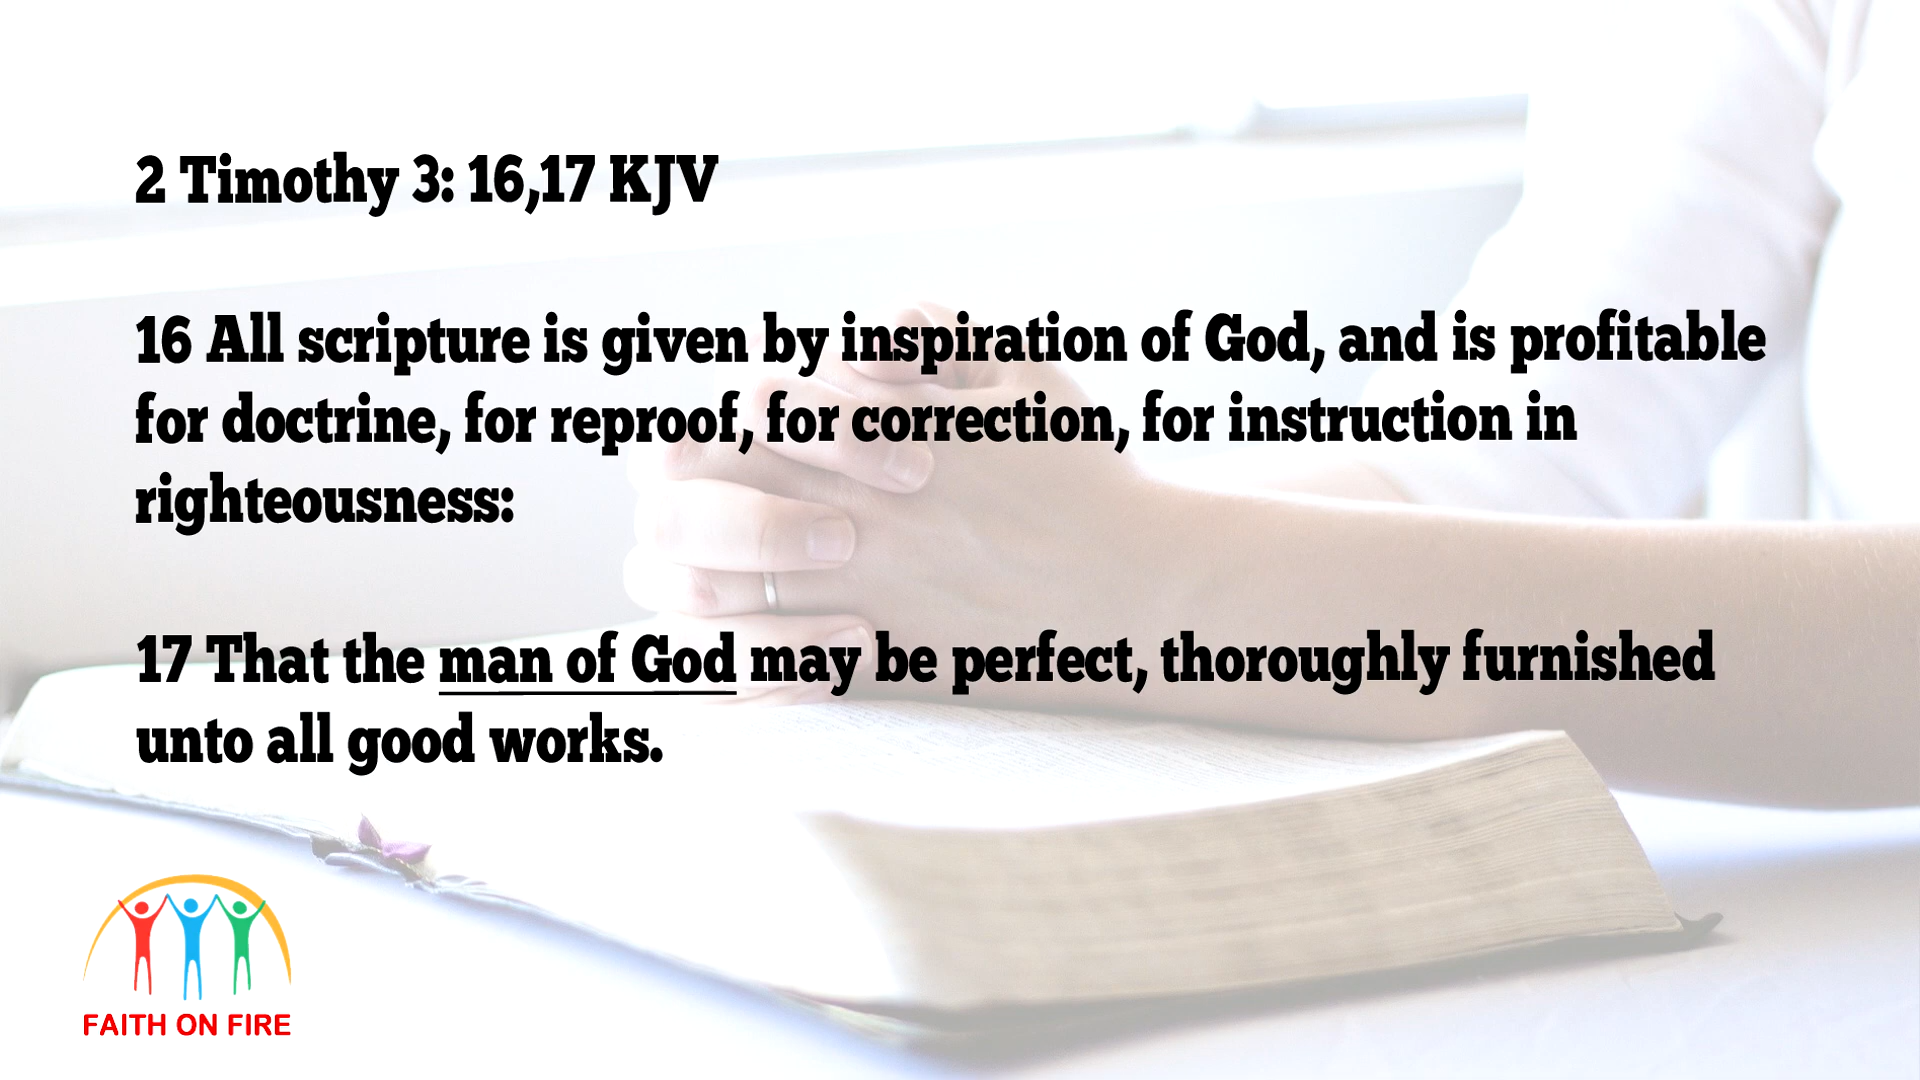 2 Timothy 3: 16,17 KJV
16 All scripture is given by inspiration of God, and is profitable
for doctrine, for reproof, for correction, for instruction in
righteousness:
17 That the man of God may be perfect, thoroughly furnished
unto all good works.
FAITH ON FIRE